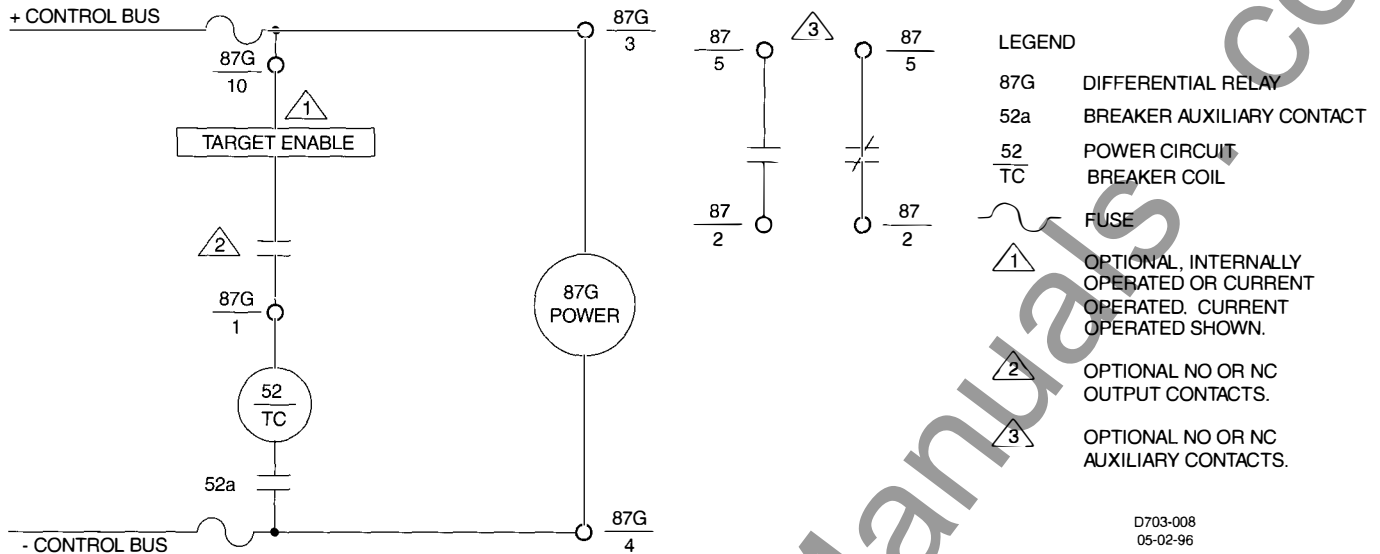 + CONTROL BUS
87G
3
87G
10
1
TARGET ENABLE
2
87G
1
87G
POWER
52
TC
52a
87G
4
- CONTROL BUS
87
5
3
87
5
87
2
87
2
LEGEND
87G DIFFERENTIAL RELAY
52a BREAKER AUXILIARY CONTACT
52 POWER CIRCUIT
TC BREAKER COIL
FUSE
1 OPTIONAL, INTERNALLY
OPERATED OR CURRENT
OPERATED. CURRENT
OPERATED SHOWN.
2 OPTIONAL NO OR NC
OUTPUT CONTACTS.
3 OPTIONAL NO OR NC
AUXILIARY CONTACTS.
D703-008
05-02-96